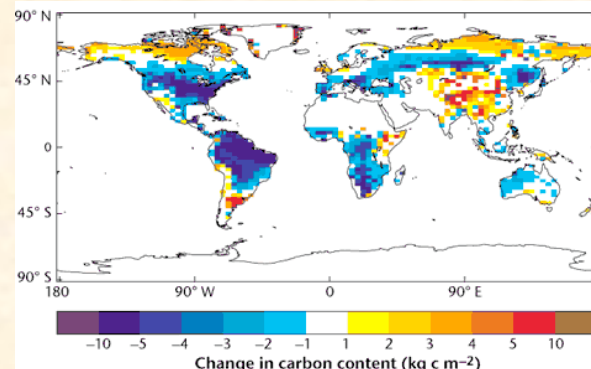 90° N
45° N
0
45° S
90° S
180 90° W 0 90° E
−10 −5 −4 −3 −2 −1 1 2 3 4 5 10
Change in carbon content (kg c m−2)